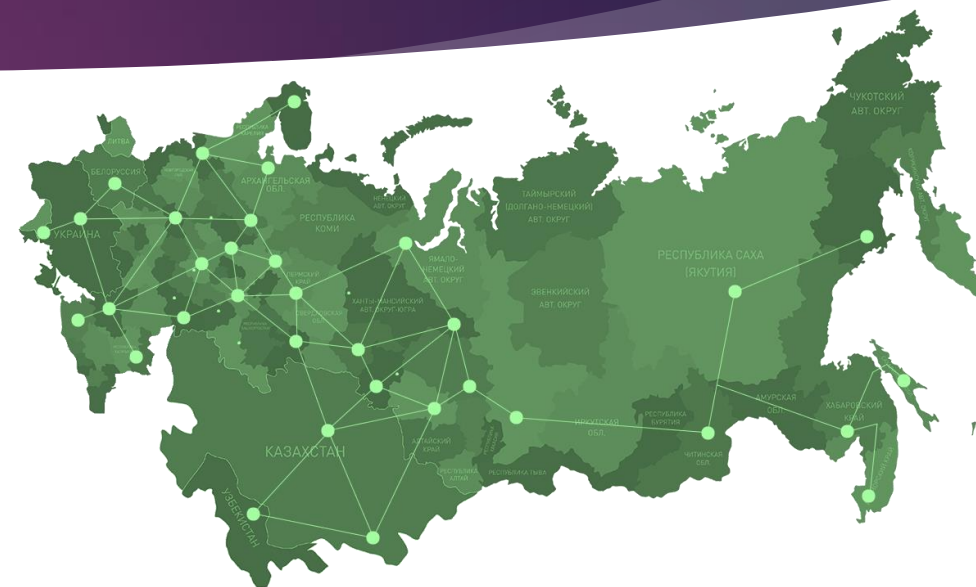 ЧУКОТСКИЙ
АВТ. ОКРУГ
ЛИТВА
БЕЛОРУССИЯ
АРХАНГЕЛЬСКАЯ
ОБЛ.
НЕНЕЦКИЙ
АВТ. ОКРУГ
ТАЙМЫРСКИЙ
(ДОЛГАНО-НЕМЕЦКИЙ)
АВТ. ОКРУГ
РЕСПУБЛИКА
КОМИ
УКРАИНА
РЕСПУБЛИКА САХА
(ЯКУТИЯ)
ЯМАЛО-
НЕМЕЦКИЙ
АВТ. ОКРУГ
ПЕРМСКИЙ
КРАЙ
ЭВЕНКИЙСКИЙ
АВТ. ОКРУГ
ХАНТЫ-МАНСИЙСКИЙ
АВТ. ОКРУГ-ЮГРА
СВЕРДЛОВСКАЯ
ОБЛ.
АМУРСКАЯ
ОБЛ.
ХАБАРОВСКИЙ
КРАЙ
РЕСПУБЛИКА
БУРЯТИЯ
ИРКУТСКАЯ
ОБЛ.
АЛТАЙСКИЙ
КРАЙ
КАЗАХСТАН
ЧИТИНСКАЯ
ОБЛ.
РЕСПУБЛИКА
АЛТАЙ
РЕСПУБЛИКА ТЫВА
УЗБЕКИСТАН